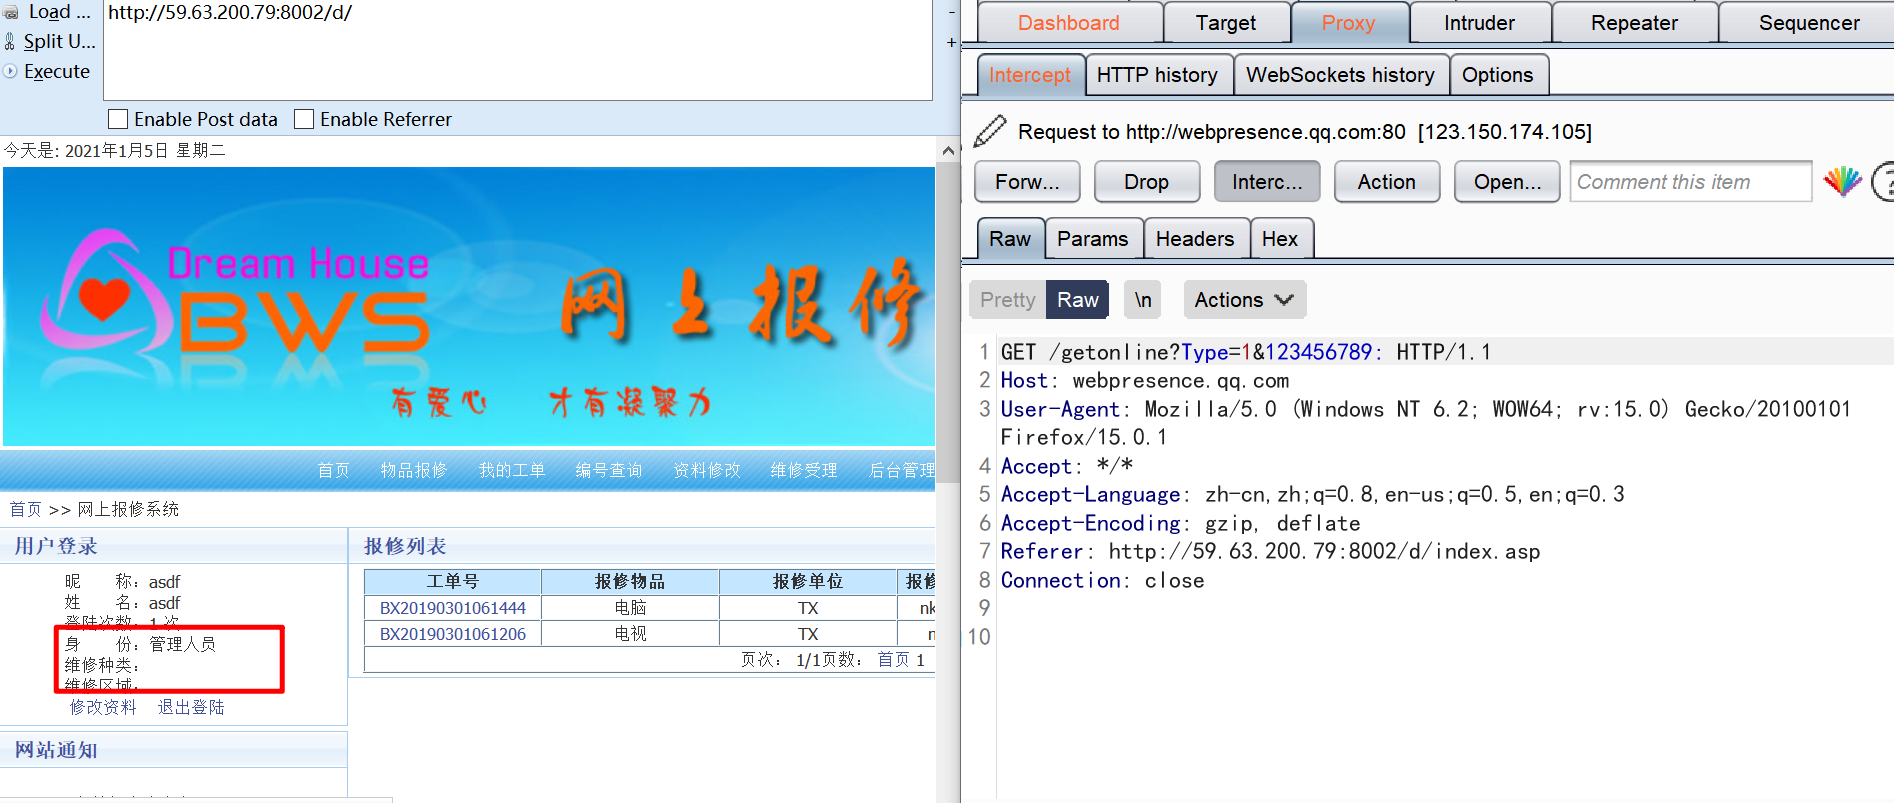 Load ...
http://59.63.200.79:8002/d/
Split U...
Execute
-
+
Enable Post data
Enable Referrer
今天是: 2021年1月5日 星期二
Dream House
BWS
网上报修
有爱心 才有凝聚力
首页 物品报修 我的工单 编号查询 资料修改 维修受理 后台管理
首页 >> 网上报修系统
用户登录
昵 称：asdf
姓 名：asdf
登陆次数：1 次
身 份：管理人员
维修种类：
维修区域：
修改资料 退出登陆
网站通知
报修列表
工单号 报修物品 报修单位 报修
BX20190301061444 电脑 TX nk
BX20190301061206 电视 TX n
页次： 1/1页数： 首页 1
Dashboard Target Proxy Intruder Repeater Sequencer
Intercept HTTP history WebSockets history Options
Request to http://webpresence.qq.com:80 [123.150.174.105]
Forw... Drop Interc... Action Open... Comment this item ?
Raw Params Headers Hex
Pretty Raw \n Actions
1 GET /getonline?Type=1&123456789: HTTP/1.1
2 Host: webpresence.qq.com
3 User-Agent: Mozilla/5.0 (Windows NT 6.2; WOW64; rv:15.0) Gecko/20100101
Firefox/15.0.1
4 Accept: */*
5 Accept-Language: zh-cn,zh;q=0.8,en-us;q=0.5,en;q=0.3
6 Accept-Encoding: gzip, deflate
7 Referer: http://59.63.200.79:8002/d/index.asp
8 Connection: close
9
10